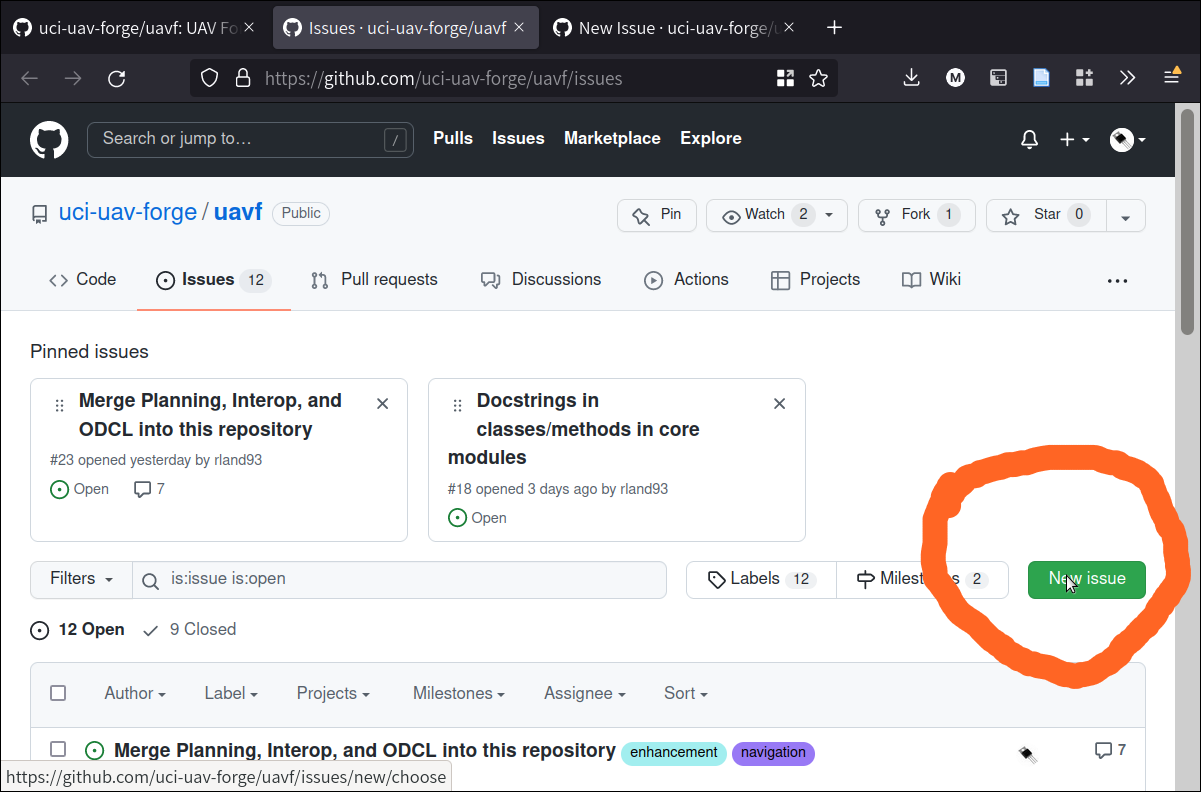 uci-uav-forge/uavf: UAV Fo
Issues · uci-uav-forge/uavf
New Issue · uci-uav-forge/u
https://github.com/uci-uav-forge/uavf/issues
M
Search or jump to…
/
Pulls
Issues
Marketplace
Explore
uci-uav-forge / uavf
Public
Pin
Watch 2
Fork 1
Star 0
Code
Issues 12
Pull requests
Discussions
Actions
Projects
Wiki
Pinned issues
Merge Planning, Interop, and
ODCL into this repository
#23 opened yesterday by rland93
Open 7
Docstrings in
classes/methods in core
modules
#18 opened 3 days ago by rland93
Open
Filters
is:issue is:open
Labels 12
Milestones 2
New issue
12 Open
9 Closed
Author
Label
Projects
Milestones
Assignee
Sort
Merge Planning, Interop, and ODCL into this repository
enhancement
navigation
7
https://github.com/uci-uav-forge/uavf/issues/new/choose